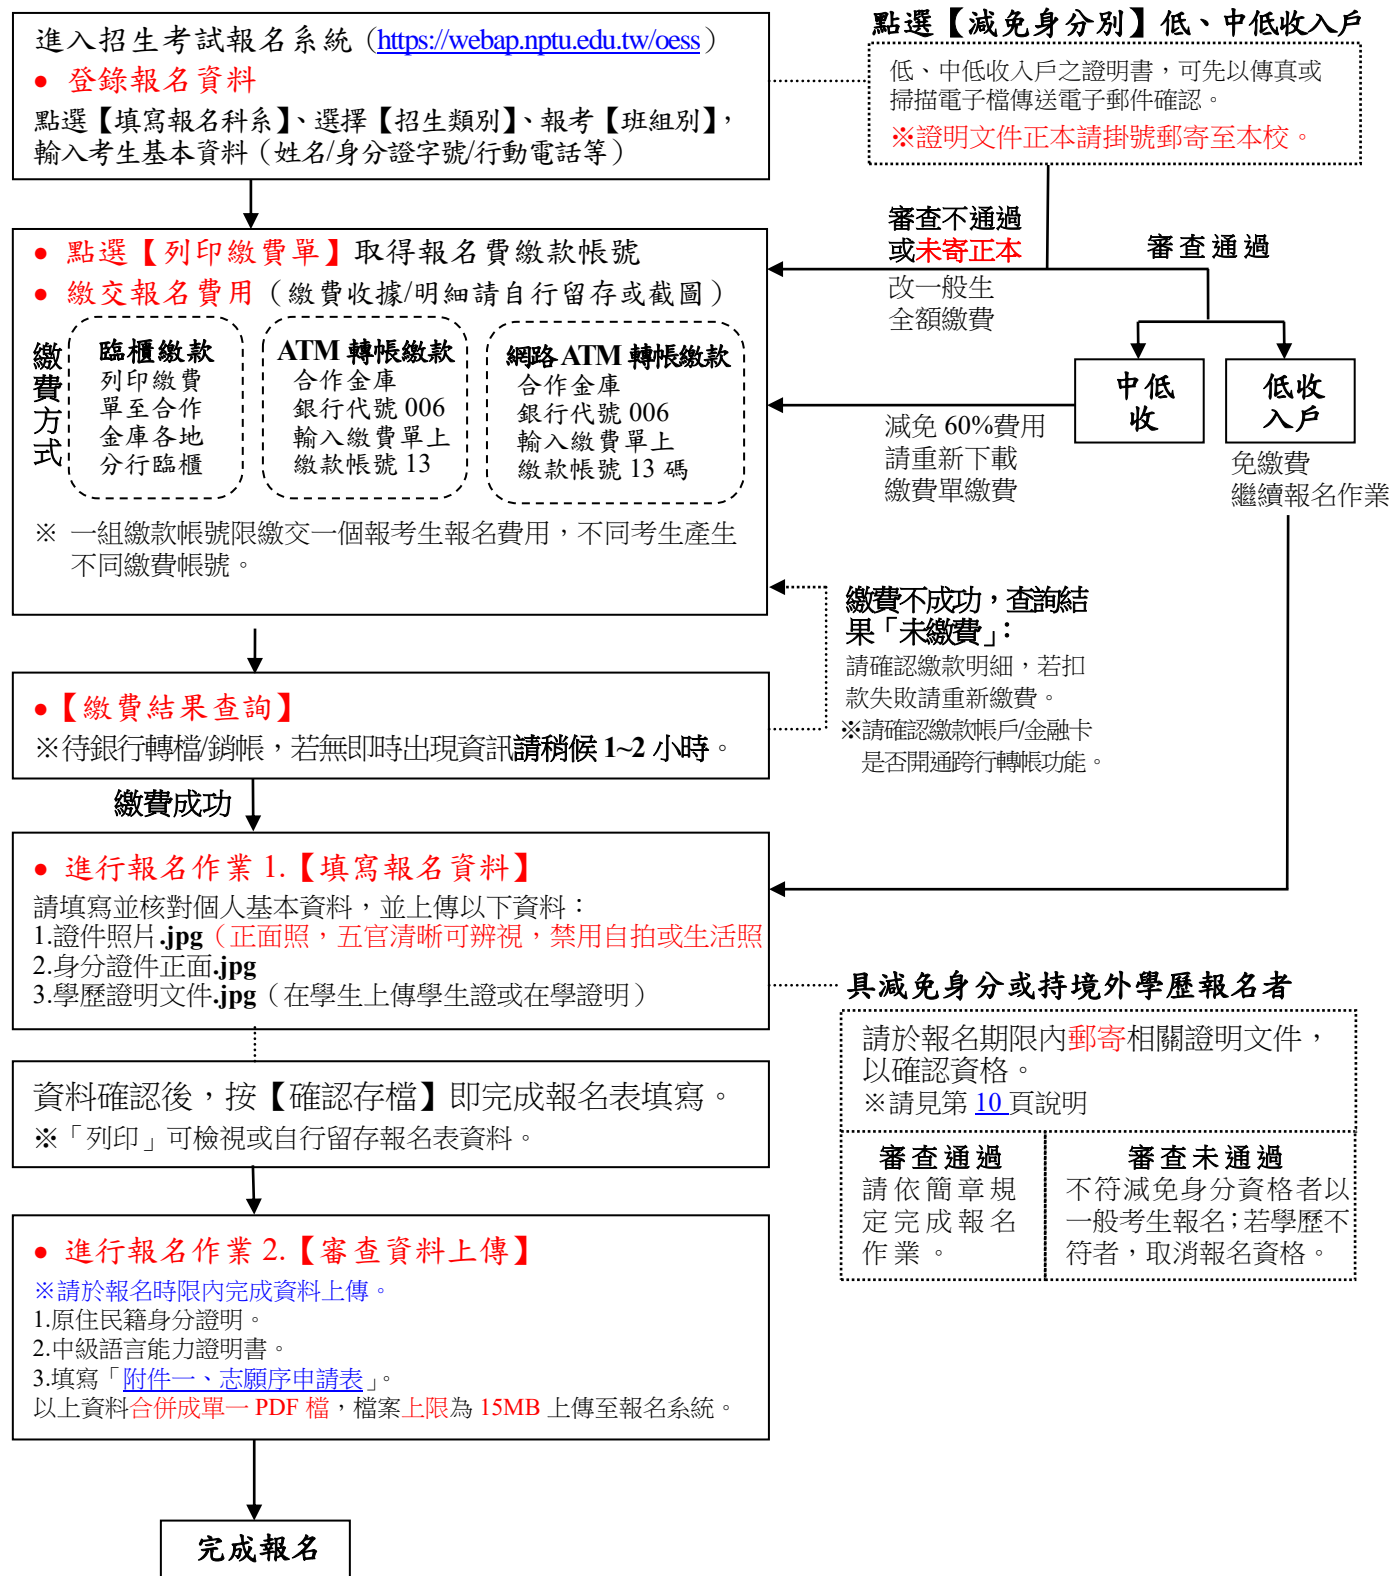 進入招生考試報名系統（https://webap.nptu.edu.tw/oess）
● 登錄報名資料
點選【填寫報名科系】、選擇【招生類別】、報考【班組別】，
輸入考生基本資料（姓名/身分證字號/行動電話等）
點選【減免身分別】低、中低收入戶
低、中低收入戶之證明書，可先以傳真或
掃描電子檔傳送電子郵件確認。
※證明文件正本請掛號郵寄至本校。
審查不通過
或未寄正本
改一般生
全額繳費
審查通過
中低
收
低收
入戶
減免 60%費用
請重新下載
繳費單繳費
免繳費
繼續報名作業
● 點選【列印繳費單】取得報名費繳款帳號
● 繳交報名費用（繳費收據/明細請自行留存或截圖）
繳費方式
臨櫃繳款
列印繳費
單至合作
金庫各地
分行臨櫃
ATM 轉帳繳款
合作金庫
銀行代號 006
輸入繳費單上
繳款帳號 13
網路 ATM 轉帳繳款
合作金庫
銀行代號 006
輸入繳費單上
繳款帳號 13 碼
※ 一組繳款帳號限繳交一個報考生報名費用，不同考生產生
不同繳費帳號。
繳費不成功，查詢結
果「未繳費」：
請確認繳款明細，若扣
款失敗請重新繳費。
※請確認繳款帳戶/金融卡
是否開通跨行轉帳功能。
●【繳費結果查詢】
※待銀行轉檔/銷帳，若無即時出現資訊請稍候 1~2 小時。
繳費成功
● 進行報名作業 1.【填寫報名資料】
請填寫並核對個人基本資料，並上傳以下資料：
1.證件照片.jpg（正面照，五官清晰可辨視，禁用自拍或生活照
2.身分證件正面.jpg
3.學歷證明文件.jpg（在學生上傳學生證或在學證明）
具減免身分或持境外學歷報名者
請於報名期限內郵寄相關證明文件，
以確認資格。
※請見第 10 頁說明
審查通過
請依簡章規
定完成報名
作業。
審查未通過
不符減免身分資格者以
一般考生報名；若學歷不
符者，取消報名資格。
資料確認後，按【確認存檔】即完成報名表填寫。
※「列印」可檢視或自行留存報名表資料。
● 進行報名作業 2.【審查資料上傳】
※請於報名時限內完成資料上傳。
1.原住民籍身分證明。
2.中級語言能力證明書。
3.填寫「附件一、志願序申請表」。
以上資料合併成單一 PDF 檔，檔案上限為 15MB 上傳至報名系統。
完成報名